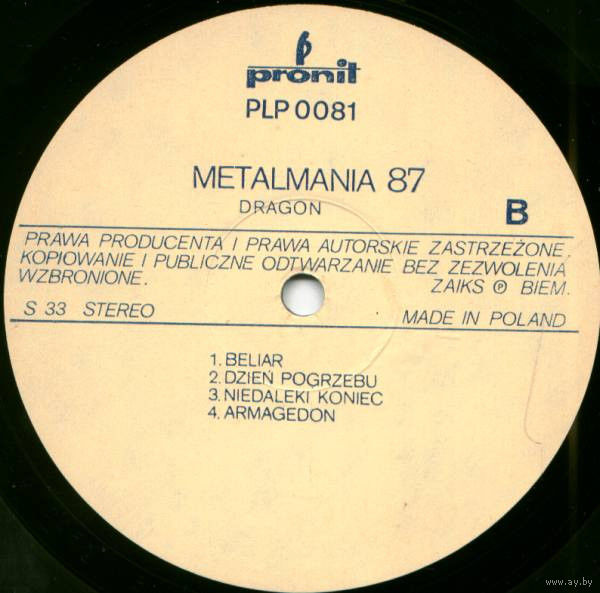 pronit
PLP 0081
METALMANIA 87
DRAGON
B
PRAWA PRODUCENTA I PRAWA AUTORSKIE ZASTRZEŻONE.
KOPIOWANIE I PUBLICZNE ODTWARZANIE BEZ ZEZWOLENIA
WZBRONIONE. ZAIKS ℗ BIEM.
S 33 STEREO MADE IN POLAND
1. BELIAR
2. DZIEŃ POGRZEBU
3. NIEDALEKI KONIEC
4. ARMAGEDON
www.ay.by